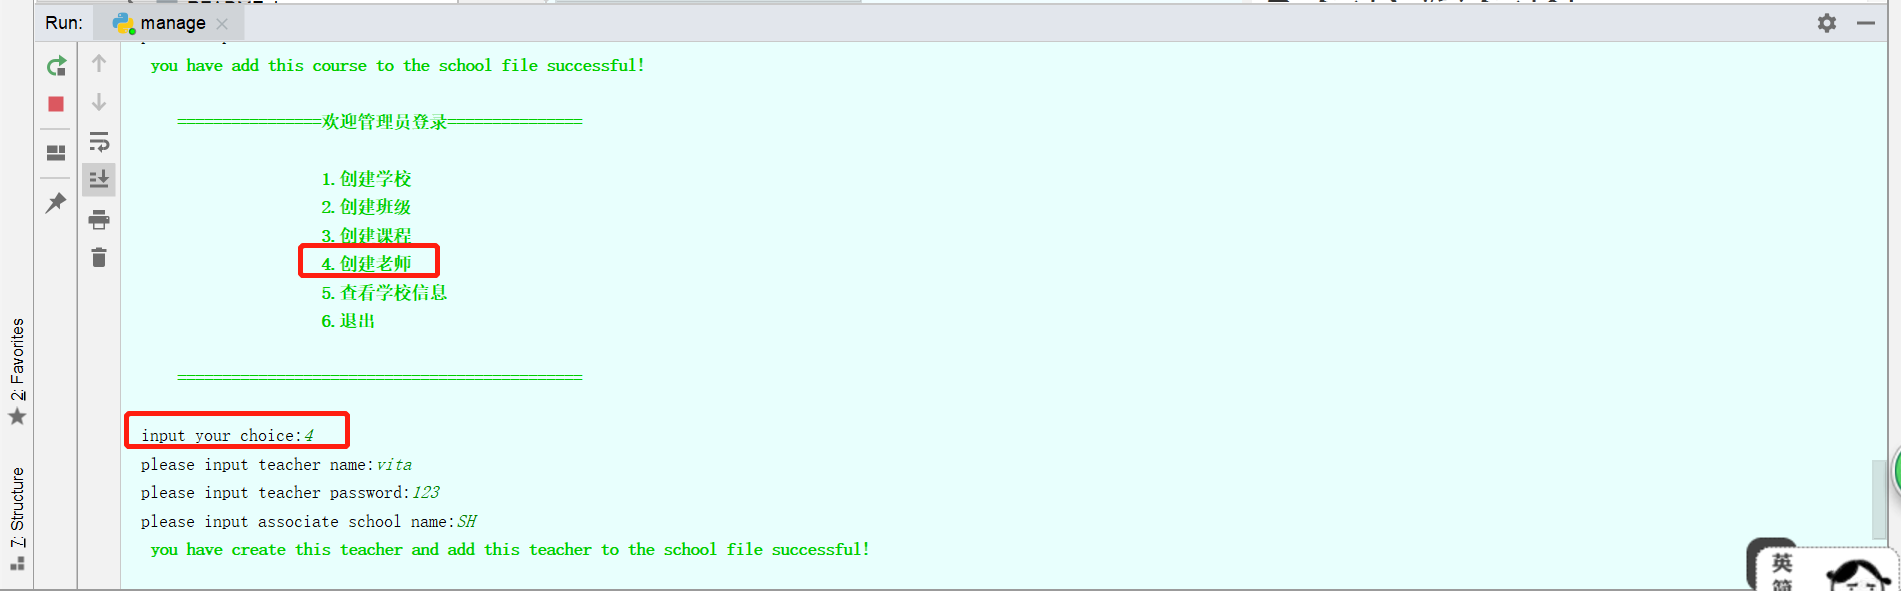 Run: manage
you have add this course to the school file successful!
================欢迎管理员登录===============
1.创建学校
2.创建班级
3.创建课程
4.创建老师
5.查看学校信息
6.退出
=============================================
input your choice:4
please input teacher name:vita
please input teacher password:123
please input associate school name:SH
you have create this teacher and add this teacher to the school file successful!
2: Favorites
7: Structure
英
简